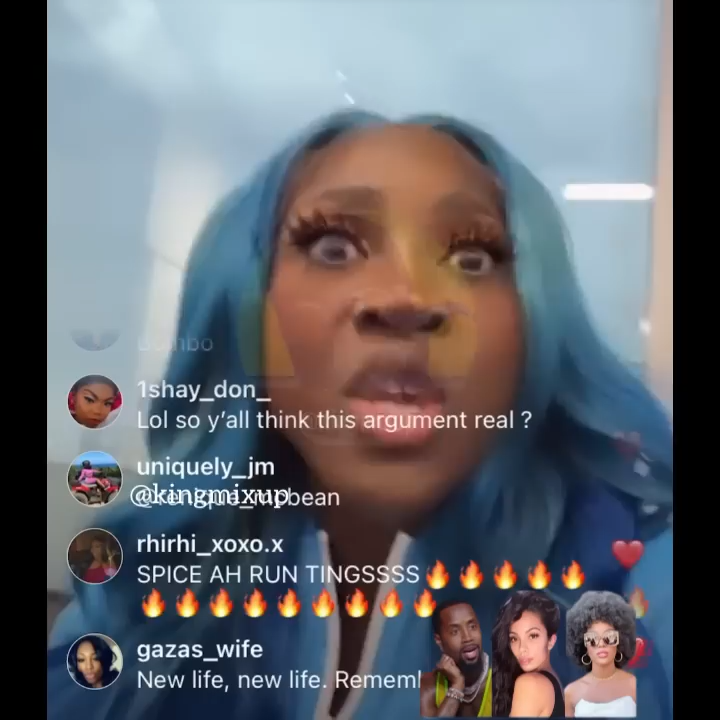 1shay_don_
Lol so y’all think this argument real ?
uniquely_jm
@kingmixup
rhirhi_xoxo.x
SPICE AH RUN TINGSSSS🔥🔥🔥🔥🔥
🔥🔥🔥🔥🔥🔥🔥🔥🔥
gazas_wife
New life, new life.